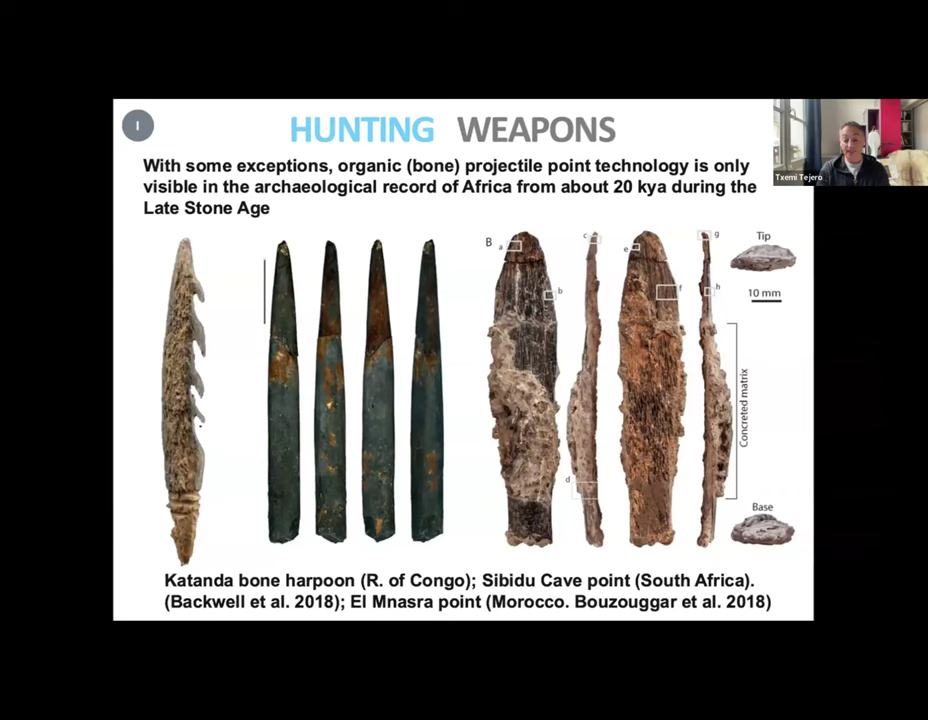 I
HUNTING WEAPONS
With some exceptions, organic (bone) projectile point technology is only
visible in the archaeological record of Africa from about 20 kya during the
Late Stone Age
Txemi Tejero
B
a
b
c
d
e
f
g
h
Tip
10 mm
Concreted matrix
Base
Katanda bone harpoon (R. of Congo); Sibidu Cave point (South Africa).
(Backwell et al. 2018); El Mnasra point (Morocco. Bouzouggar et al. 2018)